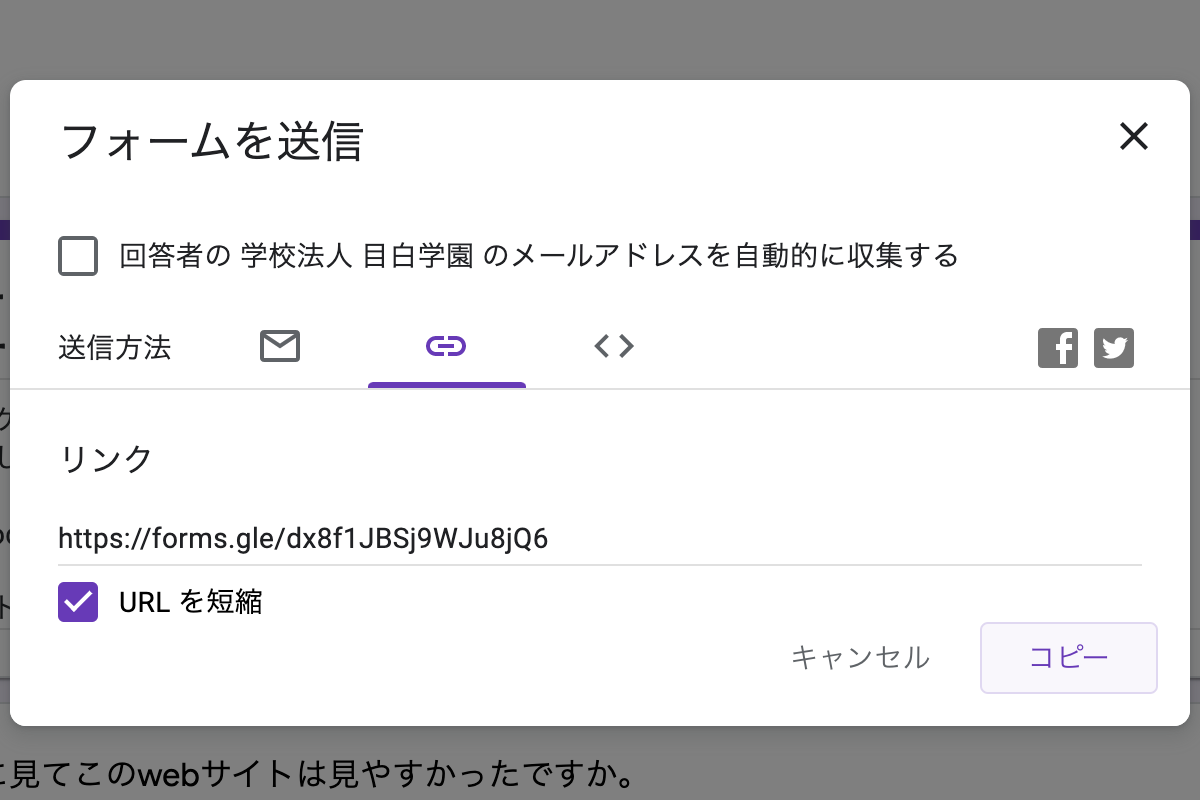 フォームを送信
回答者の 学校法人 目白学園 のメールアドレスを自動的に収集する
送信方法
リンク
https://forms.gle/dx8f1JBSj9WJu8jQ6
URL を短縮
キャンセル
コピー
に見てこのwebサイトは見やすかったですか。